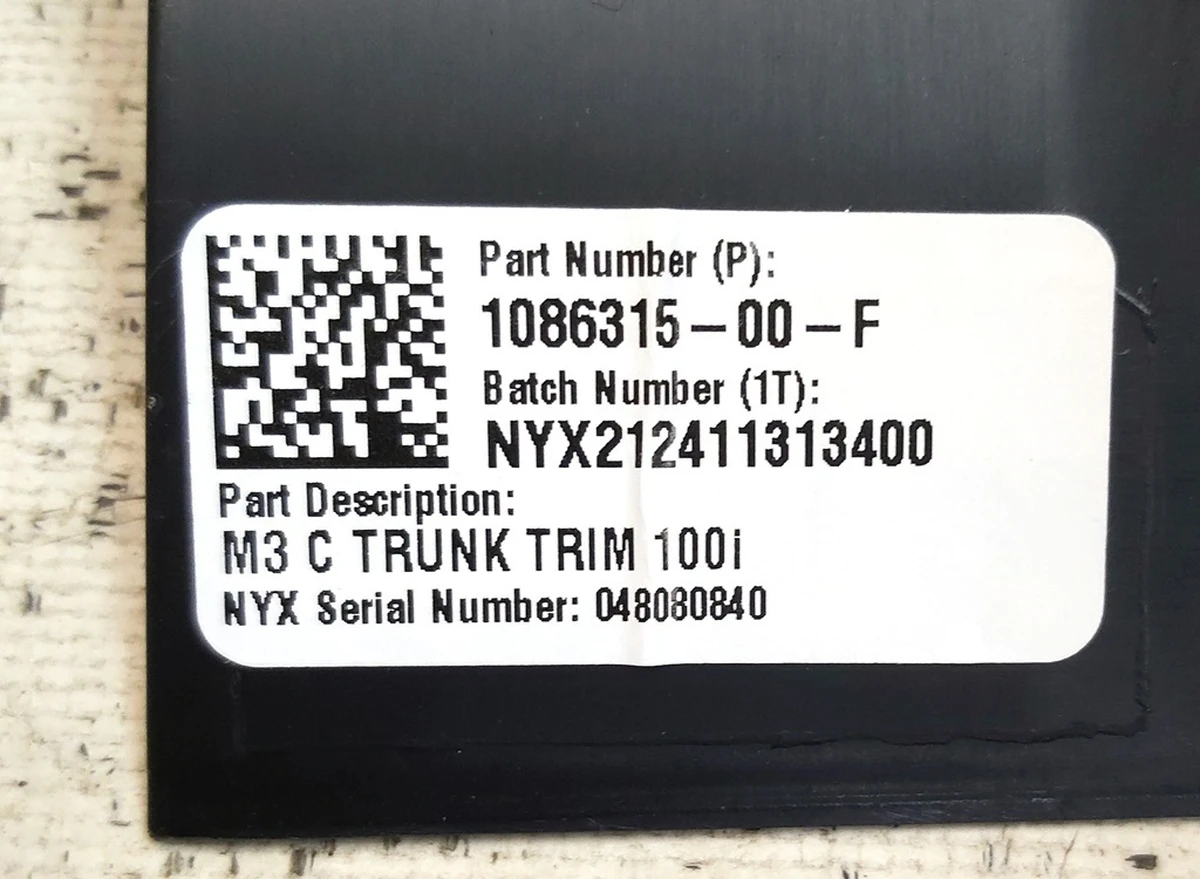 Part Number (P):
1086315-00-F
Batch Number (1T):
NYX212411313400
Part Description:
M3 C TRUNK TRIM 100i
NYX Serial Number: 048080840